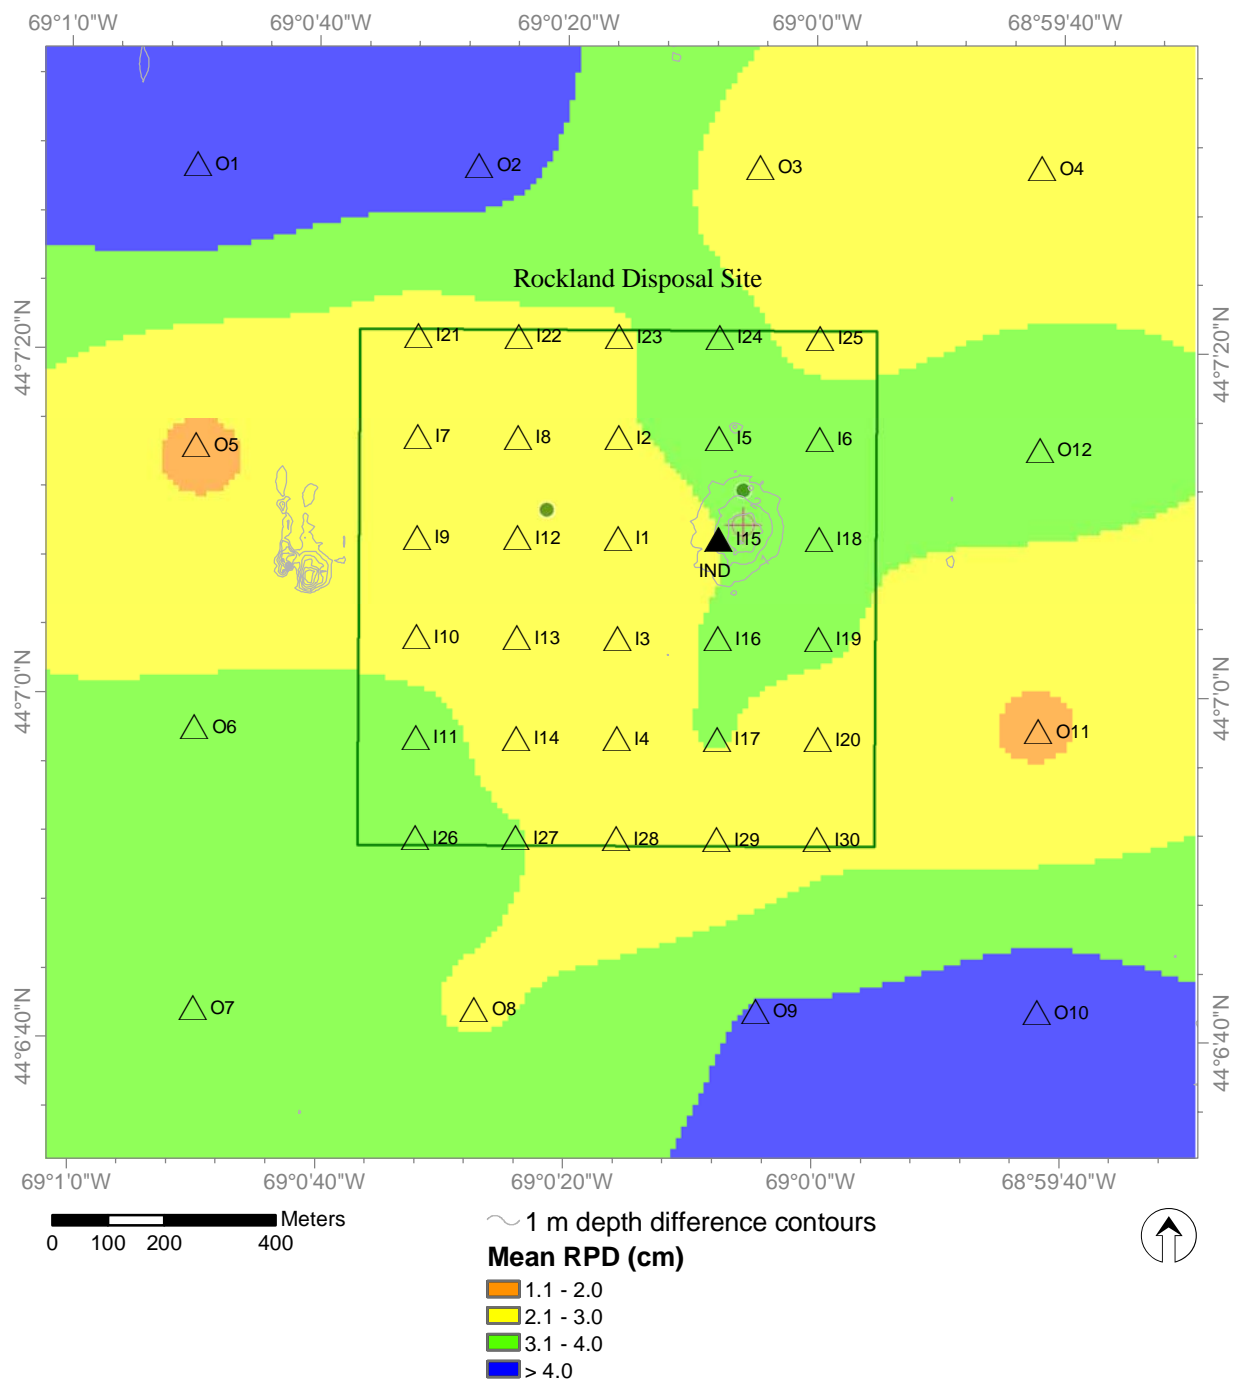 69°1'0"W 69°0'40"W 69°0'20"W 69°0'0"W 68°59'40"W
O1 O2 O3 O4
Rockland Disposal Site
44°7'20"N I21 I22 I23 I24 I25 44°7'20"N
O5 I7 I8 I2 I5 I6 O12
I9 I12 I1 I15 I18
IND
I10 I13 I3 I16 I19
44°7'0"N O6 I11 I14 I4 I17 I20 O11 44°7'0"N
I26 I27 I28 I29 I30
44°6'40"N O7 O8 O9 O10 44°6'40"N
69°1'0"W 69°0'40"W 69°0'20"W 69°0'0"W 68°59'40"W
Meters
0 100 200 400
1 m depth difference contours
Mean RPD (cm)
1.1 - 2.0
2.1 - 3.0
3.1 - 4.0
> 4.0